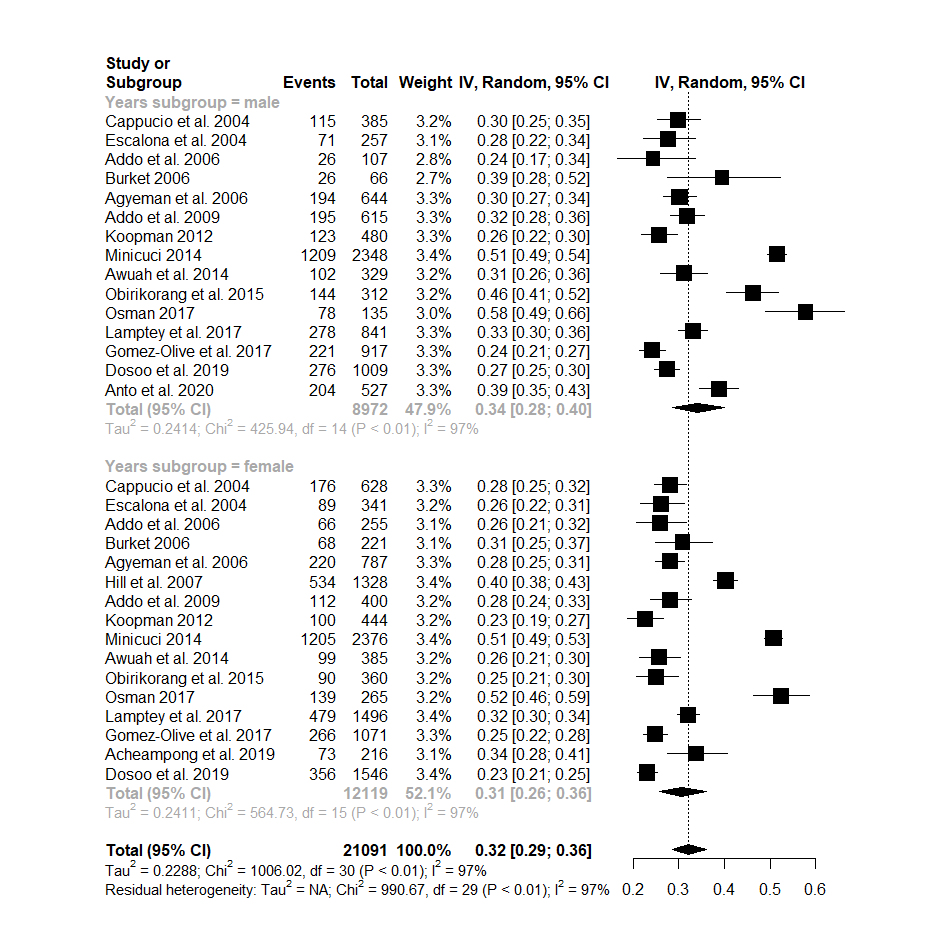 Study or
Subgroup Events Total Weight IV, Random, 95% CI IV, Random, 95% CI
Years subgroup = male
Cappucio et al. 2004 115 385 3.2% 0.30 [0.25; 0.35]
Escalona et al. 2004 71 257 3.1% 0.28 [0.22; 0.34]
Addo et al. 2006 26 107 2.8% 0.24 [0.17; 0.34]
Burket 2006 26 66 2.7% 0.39 [0.28; 0.52]
Agyeman et al. 2006 194 644 3.3% 0.30 [0.27; 0.34]
Addo et al. 2009 195 615 3.3% 0.32 [0.28; 0.36]
Koopman 2012 123 480 3.3% 0.26 [0.22; 0.30]
Minicuci 2014 1209 2348 3.4% 0.51 [0.49; 0.54]
Awuah et al. 2014 102 329 3.2% 0.31 [0.26; 0.36]
Obirikorang et al. 2015 144 312 3.2% 0.46 [0.41; 0.52]
Osman 2017 78 135 3.0% 0.58 [0.49; 0.66]
Lamptey et al. 2017 278 841 3.3% 0.33 [0.30; 0.36]
Gomez-Olive et al. 2017 221 917 3.3% 0.24 [0.21; 0.27]
Dosoo et al. 2019 276 1009 3.3% 0.27 [0.25; 0.30]
Anto et al. 2020 204 527 3.3% 0.39 [0.35; 0.43]
Total (95% CI) 8972 47.9% 0.34 [0.28; 0.40]
Tau² = 0.2414; Chi² = 425.94, df = 14 (P < 0.01); I² = 97%
Years subgroup = female
Cappucio et al. 2004 176 628 3.3% 0.28 [0.25; 0.32]
Escalona et al. 2004 89 341 3.2% 0.26 [0.22; 0.31]
Addo et al. 2006 66 255 3.1% 0.26 [0.21; 0.32]
Burket 2006 68 221 3.1% 0.31 [0.25; 0.37]
Agyeman et al. 2006 220 787 3.3% 0.28 [0.25; 0.31]
Hill et al. 2007 534 1328 3.4% 0.40 [0.38; 0.43]
Addo et al. 2009 112 400 3.2% 0.28 [0.24; 0.33]
Koopman 2012 100 444 3.2% 0.23 [0.19; 0.27]
Minicuci 2014 1205 2376 3.4% 0.51 [0.49; 0.53]
Awuah et al. 2014 99 385 3.2% 0.26 [0.21; 0.30]
Obirikorang et al. 2015 90 360 3.2% 0.25 [0.21; 0.30]
Osman 2017 139 265 3.2% 0.52 [0.46; 0.59]
Lamptey et al. 2017 479 1496 3.4% 0.32 [0.30; 0.34]
Gomez-Olive et al. 2017 266 1071 3.3% 0.25 [0.22; 0.28]
Acheampong et al. 2019 73 216 3.1% 0.34 [0.28; 0.41]
Dosoo et al. 2019 356 1546 3.4% 0.23 [0.21; 0.25]
Total (95% CI) 12119 52.1% 0.31 [0.26; 0.36]
Tau² = 0.2411; Chi² = 564.73, df = 15 (P < 0.01); I² = 97%
Total (95% CI) 21091 100.0% 0.32 [0.29; 0.36]
Tau² = 0.2288; Chi² = 1006.02, df = 30 (P < 0.01); I² = 97%
Residual heterogeneity: Tau² = NA; Chi² = 990.67, df = 29 (P < 0.01); I² = 97%
0.2 0.3 0.4 0.5 0.6